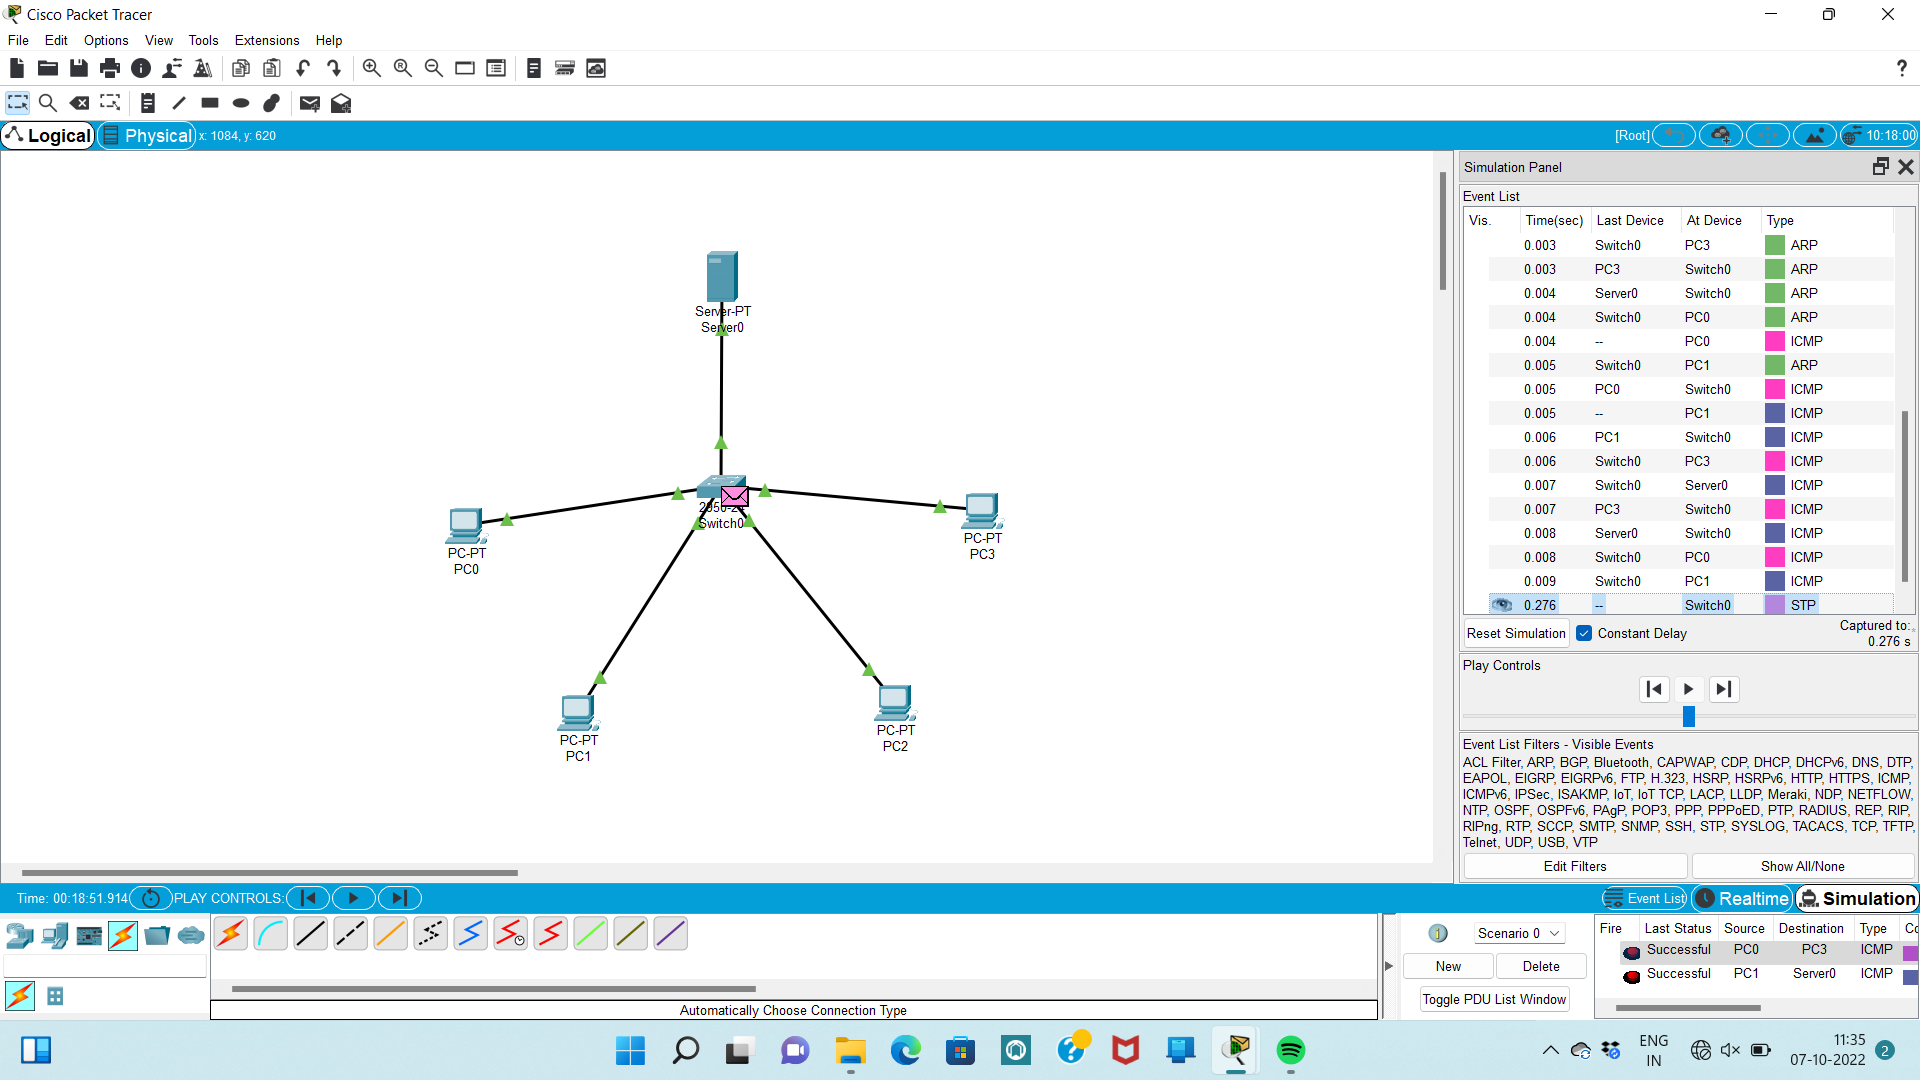 Cisco Packet Tracer
File Edit Options View Tools Extensions Help
Logical Physical x: 1084, y: 620
[Root] 10:18:00
Server-PT
Server0
Switch0
PC-PT
PC0
PC-PT
PC3
PC-PT
PC1
PC-PT
PC2
Simulation Panel
Event List
Vis. Time(sec) Last Device At Device Type
0.003 Switch0 PC3 ARP
0.003 PC3 Switch0 ARP
0.004 Server0 Switch0 ARP
0.004 Switch0 PC0 ARP
0.004 -- PC0 ICMP
0.005 Switch0 PC1 ARP
0.005 PC0 Switch0 ICMP
0.005 -- PC1 ICMP
0.006 PC1 Switch0 ICMP
0.006 Switch0 PC3 ICMP
0.007 Switch0 Server0 ICMP
0.007 PC3 Switch0 ICMP
0.008 Server0 Switch0 ICMP
0.008 Switch0 PC0 ICMP
0.009 Switch0 PC1 ICMP
0.276 -- Switch0 STP
Reset Simulation Constant Delay Captured to:
0.276 s
Play Controls
Event List Filters - Visible Events
ACL Filter, ARP, BGP, Bluetooth, CAPWAP, CDP, DHCP, DHCPv6, DNS, DTP,
EAPOL, EIGRP, EIGRPv6, FTP, H.323, HSRP, HSRPv6, HTTP, HTTPS, ICMP,
ICMPv6, IPSec, ISAKMP, IoT, IoT TCP, LACP, LLDP, Meraki, NDP, NETFLOW,
NTP, OSPF, OSPFv6, PAgP, POP3, PPP, PPPoED, PTP, RADIUS, REP, RIP,
RIPng, RTP, SCCP, SMTP, SNMP, SSH, STP, SYSLOG, TACACS, TCP, TFTP,
Telnet, UDP, USB, VTP
Edit Filters Show All/None
Time: 00:18:51.914 PLAY CONTROLS:
Event List Realtime Simulation
Automatically Choose Connection Type
Scenario 0
New Delete
Toggle PDU List Window
Fire Last Status Source Destination Type
Successful PC0 PC3 ICMP
Successful PC1 Server0 ICMP
ENG
IN
11:35
07-10-2022
2